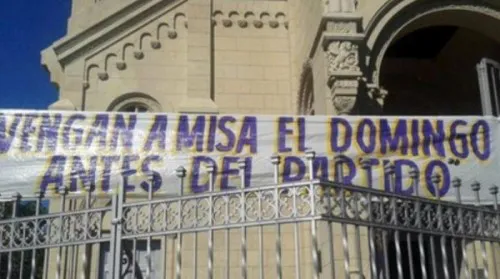 VENGAN A MISA EL DOMINGO
ANTES DEL PARTIDO"